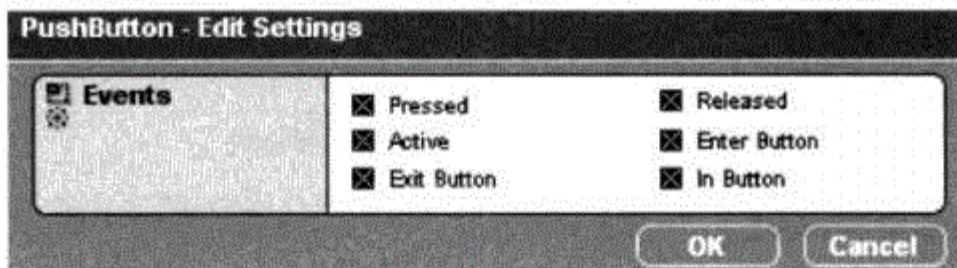 PushButton - Edit Settings
Events
Pressed
Released
Active
Enter Button
Exit Button
In Button
OK
Cancel